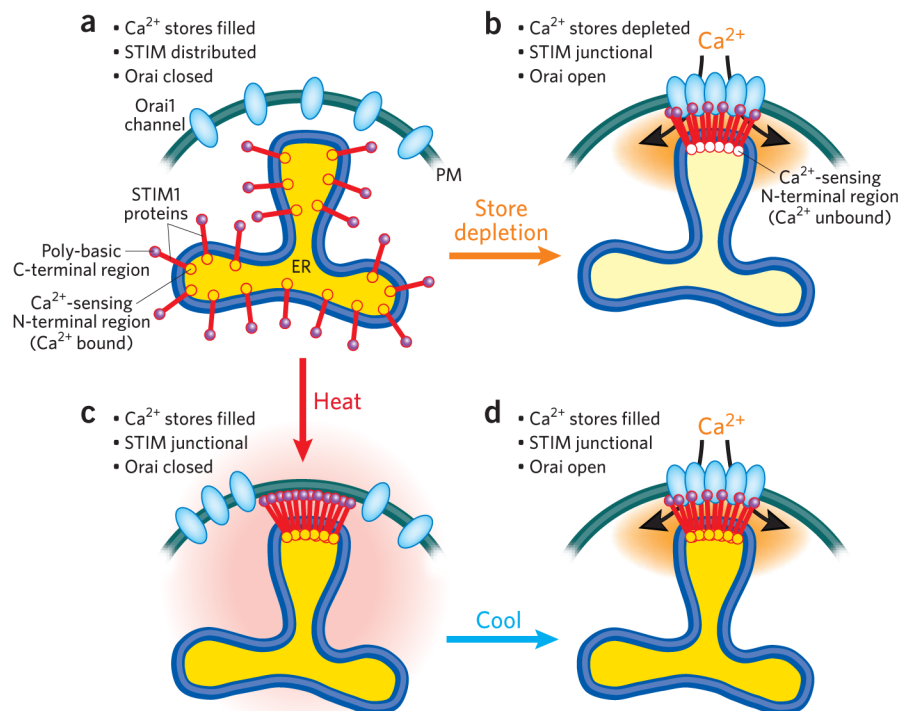 a
• Ca²⁺ stores filled
• STIM distributed
• Orai closed
Orai1
channel
PM
STIM1
proteins
Poly-basic
C-terminal region
ER
Ca²⁺-sensing
N-terminal region
(Ca²⁺ bound)
Store
depletion
b
• Ca²⁺ stores depleted
• STIM junctional
• Orai open
Ca²⁺
Ca²⁺-sensing
N-terminal region
(Ca²⁺ unbound)
Heat
c
• Ca²⁺ stores filled
• STIM junctional
• Orai closed
Cool
d
• Ca²⁺ stores filled
• STIM junctional
• Orai open
Ca²⁺